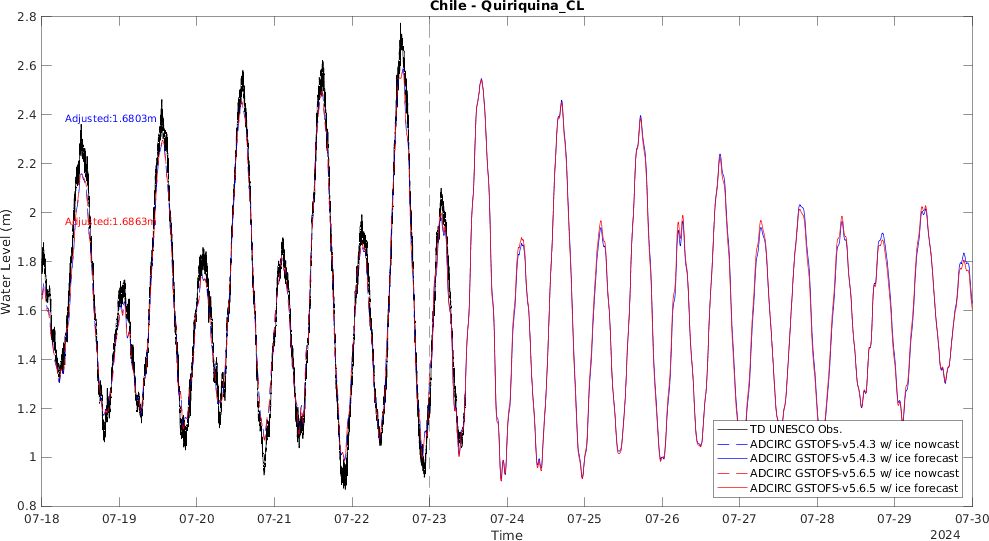 Chile - Quiriquina_CL
2.8
2.6
2.4
2.2
2
1.8
1.6
1.4
1.2
1
0.8
Water Level (m)
Adjusted:1.6803m
Adjusted:1.6863m
TD UNESCO Obs.
ADCIRC GSTOFS-v5.4.3 w/ ice nowcast
ADCIRC GSTOFS-v5.4.3 w/ ice forecast
ADCIRC GSTOFS-v5.6.5 w/ ice nowcast
ADCIRC GSTOFS-v5.6.5 w/ ice forecast
07-18 07-19 07-20 07-21 07-22 07-23 07-24 07-25 07-26 07-27 07-28 07-29 07-30
Time
2024